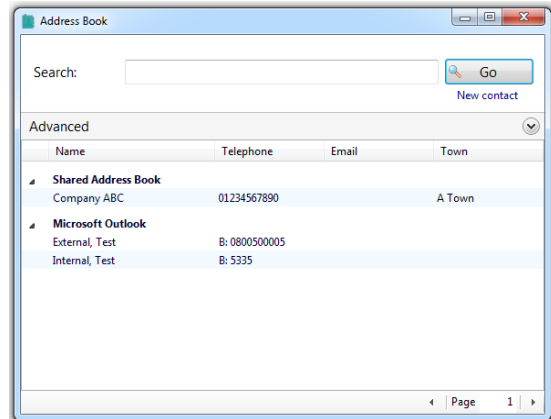 Address Book
Search:
Go
New contact
Advanced
Name Telephone Email Town
Shared Address Book
Company ABC 01234567890 A Town
Microsoft Outlook
External, Test B: 0800500005
Internal, Test B: 5335
Page 1